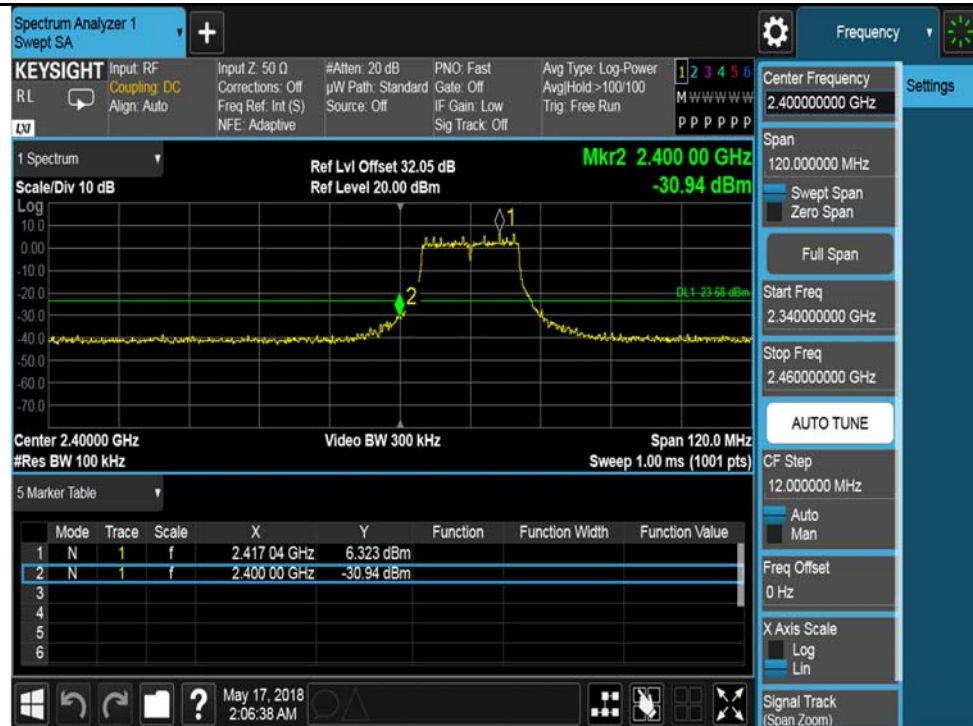 Spectrum Analyzer 1
Swept SA
+
Frequency
KEYSIGHT
RL
LXI
Input: RF
Coupling: DC
Align: Auto
Input Z: 50 Ω
Corrections: Off
Freq Ref: Int (S)
NFE: Adaptive
#Atten: 20 dB
µW Path: Standard
Source: Off
PNO: Fast
Gate: Off
IF Gain: Low
Sig Track: Off
Avg Type: Log-Power
Avg|Hold:>100/100
Trig: Free Run
1 2 3 4 5 6
M W W W W W
P P P P P P
1 Spectrum
Scale/Div 10 dB
Log
Ref Lvl Offset 32.05 dB
Ref Level 20.00 dBm
Mkr2 2.400 00 GHz
-30.94 dBm
10.0
0.00
-10.0
-20.0
-30.0
-40.0
-50.0
-60.0
-70.0
1
2
DL1 -23.68 dBm
Center 2.40000 GHz
#Res BW 100 kHz
Video BW 300 kHz
Span 120.0 MHz
Sweep 1.00 ms (1001 pts)
5 Marker Table
Mode Trace Scale X Y Function Function Width Function Value
1 N 1 f 2.417 04 GHz 6.323 dBm
2 N 1 f 2.400 00 GHz -30.94 dBm
3
4
5
6
?
May 17, 2018
2:06:38 AM
Center Frequency
2.400000000 GHz
Span
120.000000 MHz
Swept Span
Zero Span
Full Span
Start Freq
2.340000000 GHz
Stop Freq
2.460000000 GHz
AUTO TUNE
CF Step
12.000000 MHz
Auto
Man
Freq Offset
0 Hz
X Axis Scale
Log
Lin
Signal Track
(Span Zoom)
Settings